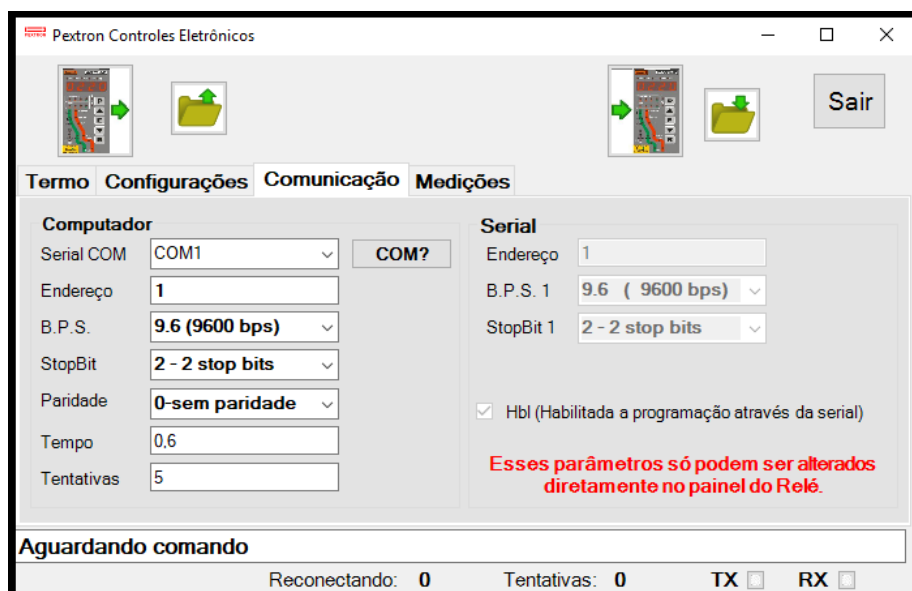 PEXTRON Pextron Controles Eletrônicos
Sair
Termo Configurações Comunicação Medições
Computador
Serial COM COM1 COM?
Endereço 1
B.P.S. 9.6 (9600 bps)
StopBit 2 - 2 stop bits
Paridade 0-sem paridade
Tempo 0,6
Tentativas 5
Serial
Endereço 1
B.P.S. 1 9.6 ( 9600 bps)
StopBit 1 2 - 2 stop bits
Hbl (Habilitada a programação através da serial)
Esses parâmetros só podem ser alterados
diretamente no painel do Relé.
Aguardando comando
Reconectando: 0 Tentativas: 0 TX RX